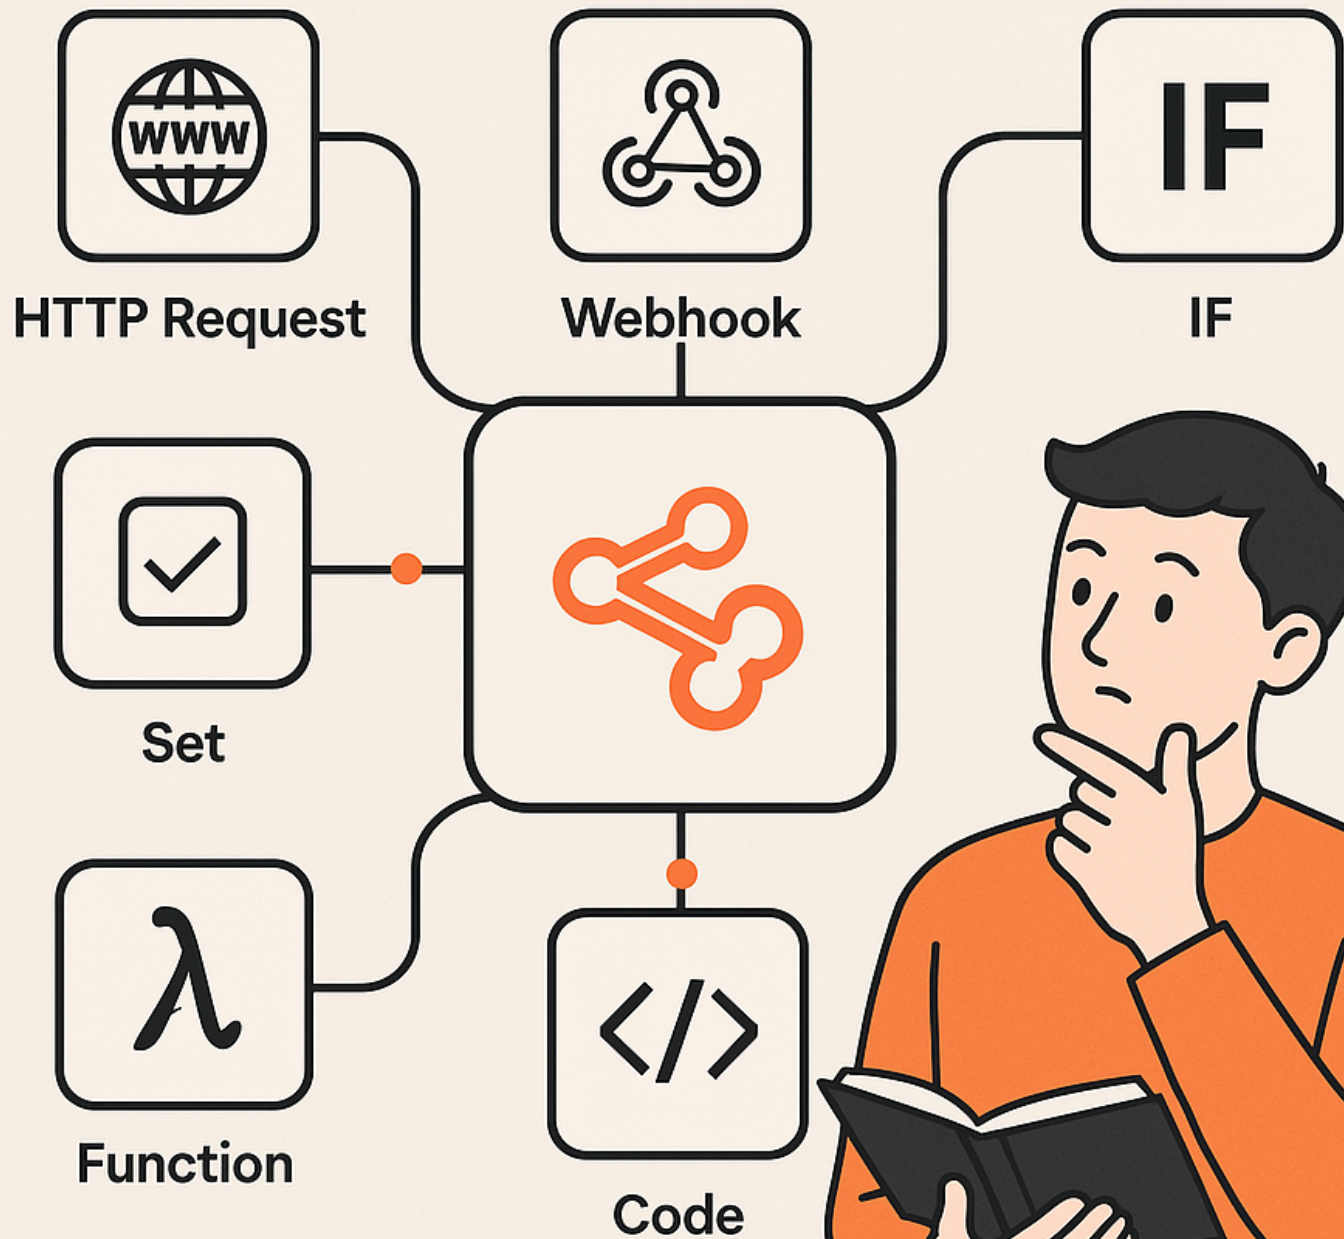 WWW
IF
HTTP Request
Webhook
IF
Set
λ
Function
</>
Code